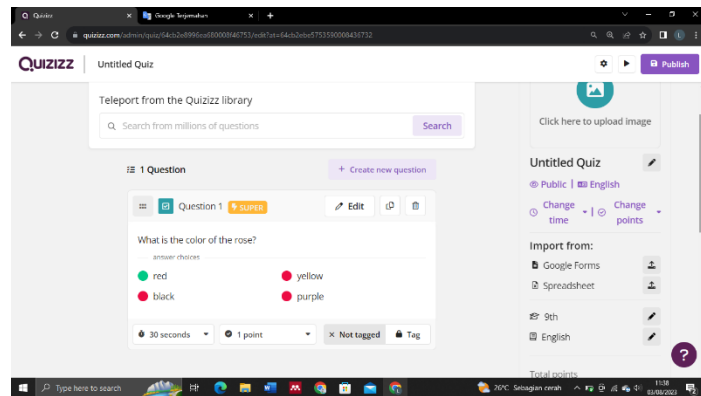 Quizizz
Google Terjemahan
quizizz.com/admin/quiz/64cb2e8996ea680008f46753/edit?at=64cb2ebe5753590008436732
Quizizz
Untitled Quiz
Publish
Teleport from the Quizizz library
Search from millions of questions
Search
Click here to upload image
1 Question
+ Create new question
Untitled Quiz
Public | English
Question 1
SUPER
Edit
Change time
Change points
What is the color of the rose?
answer choices
Import from:
red
yellow
Google Forms
black
purple
Spreadsheet
9th
30 seconds
1 point
× Not tagged
Tag
English
?
Total points
Type here to search
26°C Sebagian cerah
11:38
03/08/2023